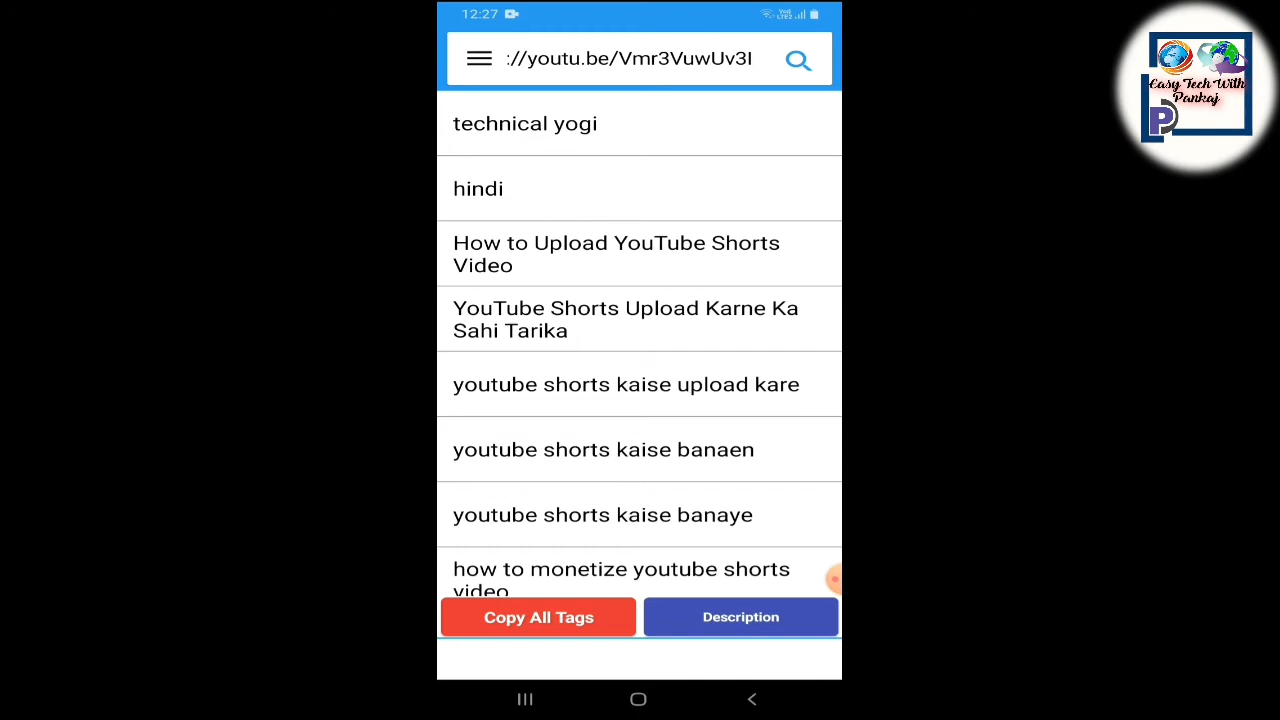 12:27
VoD
LTE2
://youtu.be/Vmr3VuwUv3I
Easy Tech With
Pankaj
P
technical yogi
hindi
How to Upload YouTube Shorts
Video
YouTube Shorts Upload Karne Ka
Sahi Tarika
youtube shorts kaise upload kare
youtube shorts kaise banaen
youtube shorts kaise banaye
how to monetize youtube shorts
video
Copy All Tags
Description